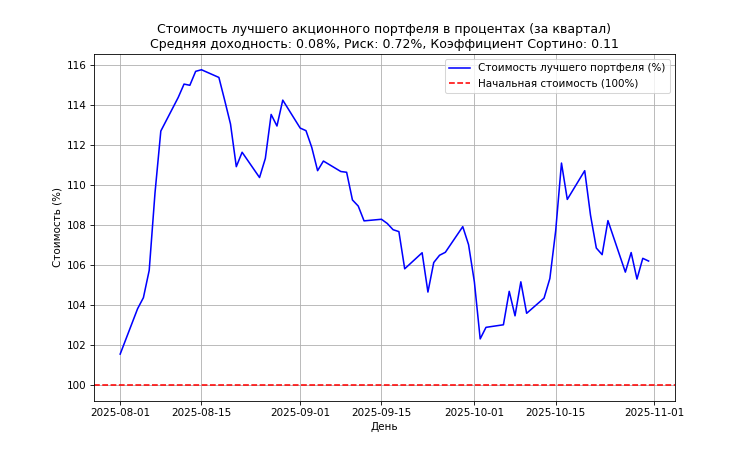 Стоимость лучшего акционного портфеля в процентах (за квартал)
Средняя доходность: 0.08%, Риск: 0.72%, Коэффициент Сортино: 0.11
Стоимость лучшего портфеля (%)
Начальная стоимость (100%)
Стоимость (%)
116
114
112
110
108
106
104
102
100
2025-08-01
2025-08-15
2025-09-01
2025-09-15
2025-10-01
2025-10-15
2025-11-01
День